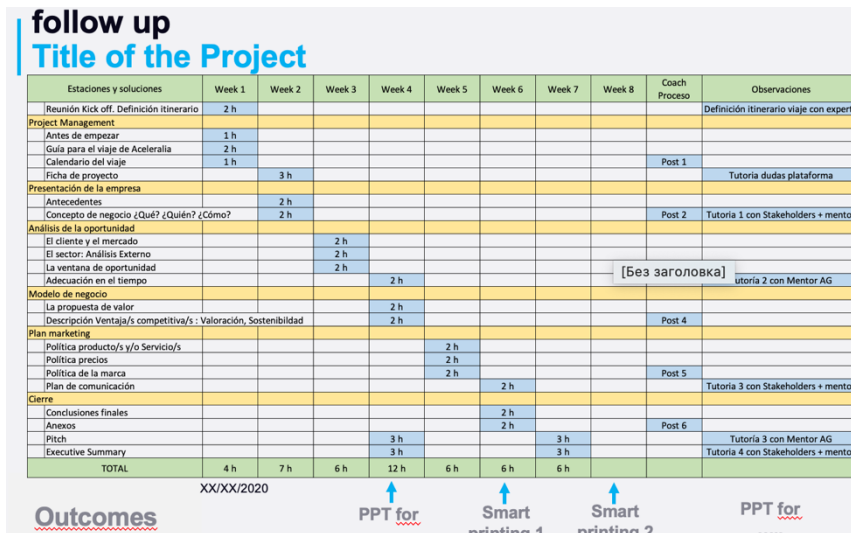 follow up
Title of the Project
Estaciones y soluciones Week 1 Week 2 Week 3 Week 4 Week 5 Week 6 Week 7 Week 8 Coach Proceso Observaciones
Reunión Kick off. Definición itinerario 2 h Definición itinerario viaje con expert
Project Management
Antes de empezar 1 h
Guía para el viaje de Aceleralia 2 h
Calendario del viaje 1 h Post 1
Ficha de proyecto 3 h Tutoria dudas plataforma
Presentación de la empresa
Antecedentes 2 h
Concepto de negocio ¿Qué? ¿Quién? ¿Cómo? 2 h Post 2 Tutoria 1 con Stakeholders + mento
Análisis de la oportunidad
El cliente y el mercado 2 h
El sector: Análisis Externo 2 h
La ventana de oportunidad 2 h
[Без заголовка]
Adecuación en el tiempo 2 h utoría 2 con Mentor AG
Modelo de negocio
La propuesta de valor 2 h
Descripción Ventaja/s competitiva/s : Valoración, Sostenibildad 2 h Post 4
Plan marketing
Política producto/s y/o Servicio/s 2 h
Política precios 2 h
Política de la marca 2 h Post 5
Plan de comunicación 2 h Tutoria 3 con Stakeholders + mento
Cierre
Conclusiones finales 2 h
Anexos 2 h Post 6
Pitch 3 h 3 h Tutoría 3 con Mentor AG
Executive Summary 3 h 3 h Tutoria 4 con Stakeholders + mento
TOTAL 4 h 7 h 6 h 12 h 6 h 6 h 6 h
XX/XX/2020
Outcomes PPT for Smart printing 1 Smart printing 2 PPT for